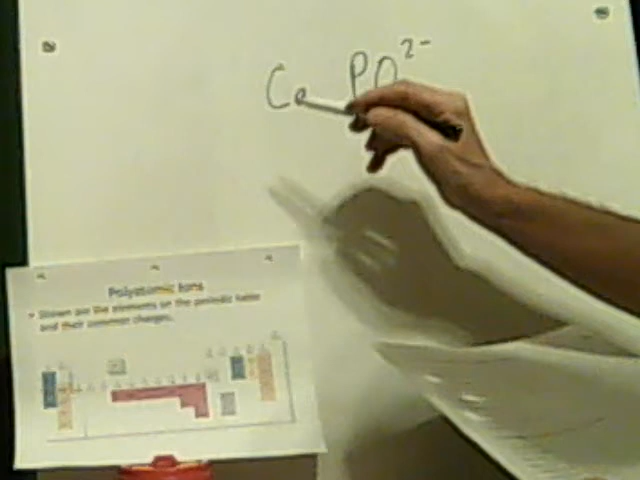 Ca PO²⁻
Polyatomic Ions
• Shown are the elements on the periodic table
and their common charges.